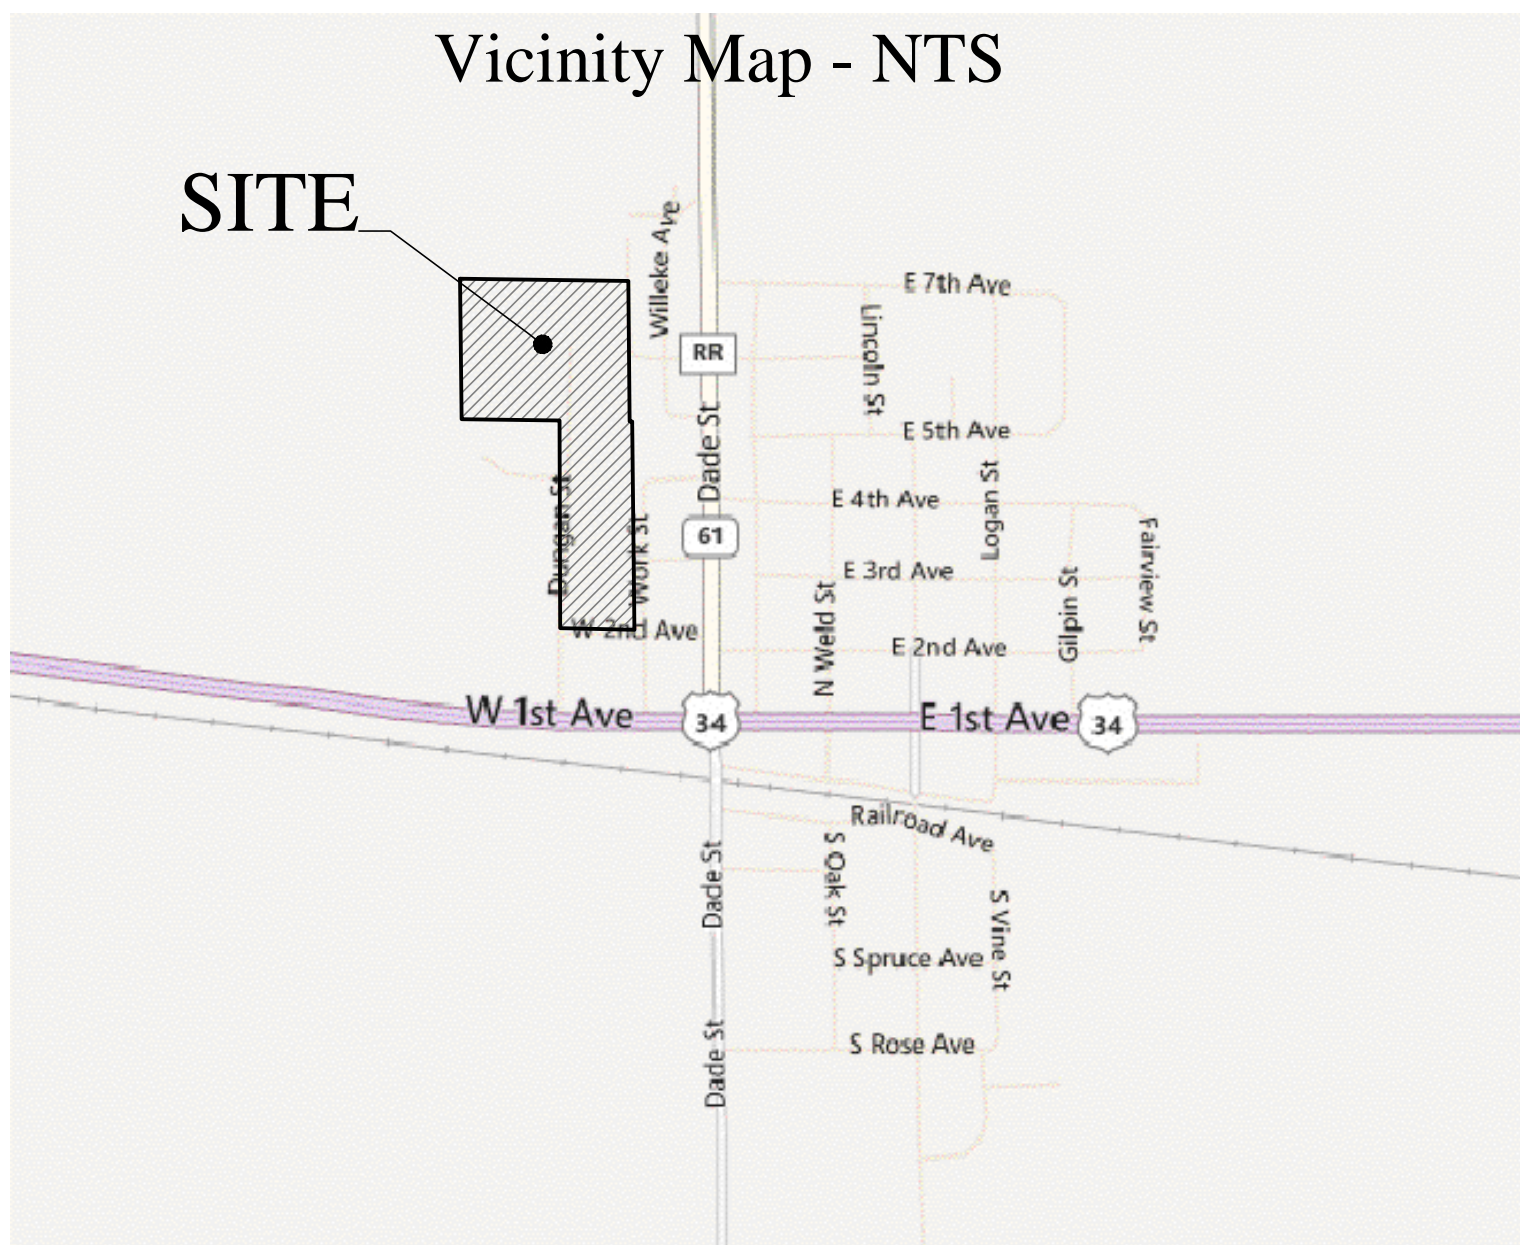 Vicinity Map - NTS
SITE
Willeke Ave
E 7th Ave
Lincoln St
RR
Dade St
E 5th Ave
Logan St
Dungan St
Work St
E 4th Ave
61
Fairview St
E 3rd Ave
Gilpin St
N Weld St
W 2nd Ave
E 2nd Ave
W 1st Ave
34
E 1st Ave
34
Railroad Ave
S Oak St
Dade St
S Vine St
S Spruce Ave
Dade St
S Rose Ave